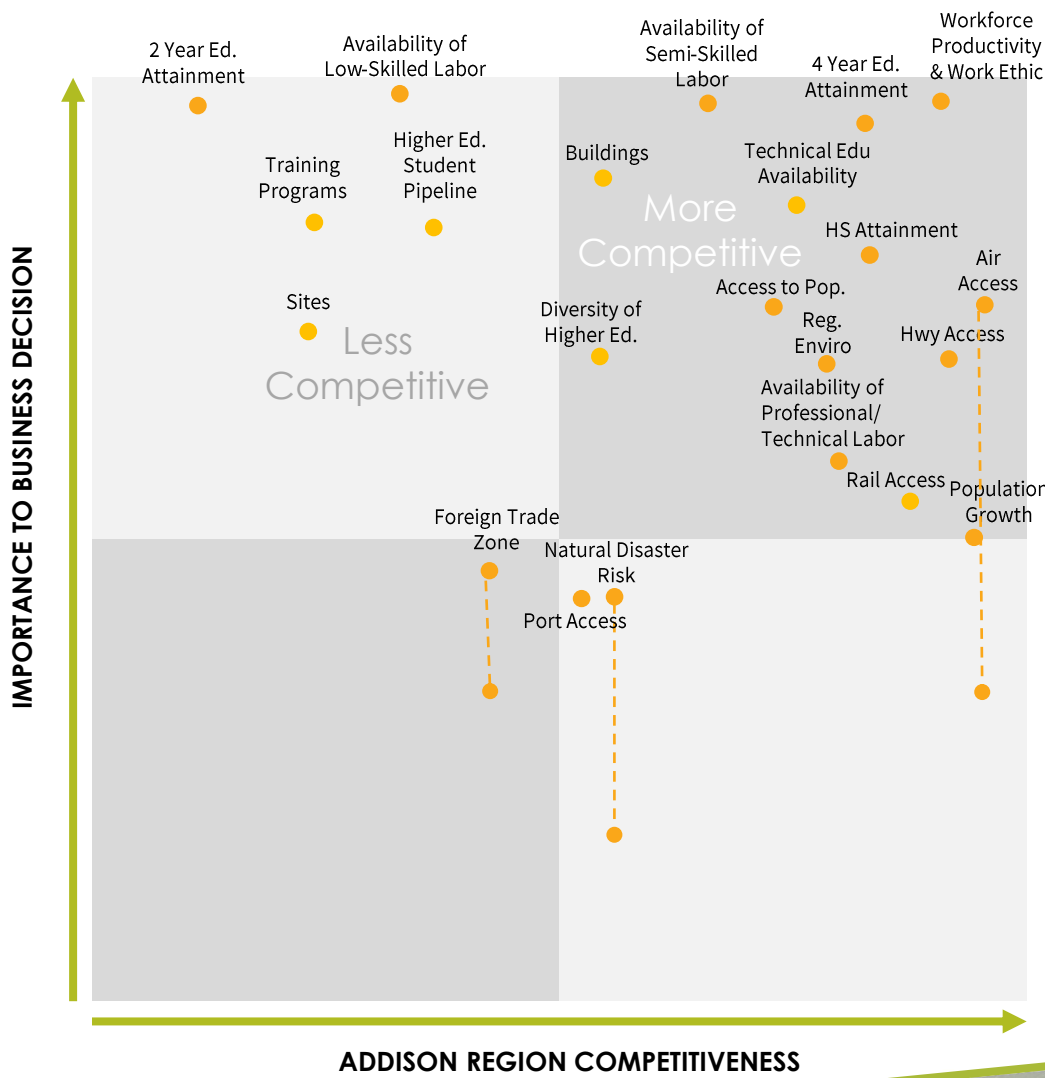 Workforce
Productivity
& Work Ethic
Availability of
Semi-Skilled
Labor
Availability of
Low-Skilled Labor
2 Year Ed.
Attainment
4 Year Ed.
Attainment
Higher Ed.
Student
Pipeline
Buildings
Technical Edu
Availability
Training
Programs
More
Competitive
HS Attainment
Air
Access
Access to Pop.
Sites
Diversity of
Higher Ed.
Reg.
Enviro
Hwy Access
Less
Competitive
Availability of
Professional/
Technical Labor
Rail Access
Population
Growth
Foreign Trade
Zone
Natural Disaster
Risk
Port Access
IMPORTANCE TO BUSINESS DECISION
ADDISON REGION COMPETITIVENESS